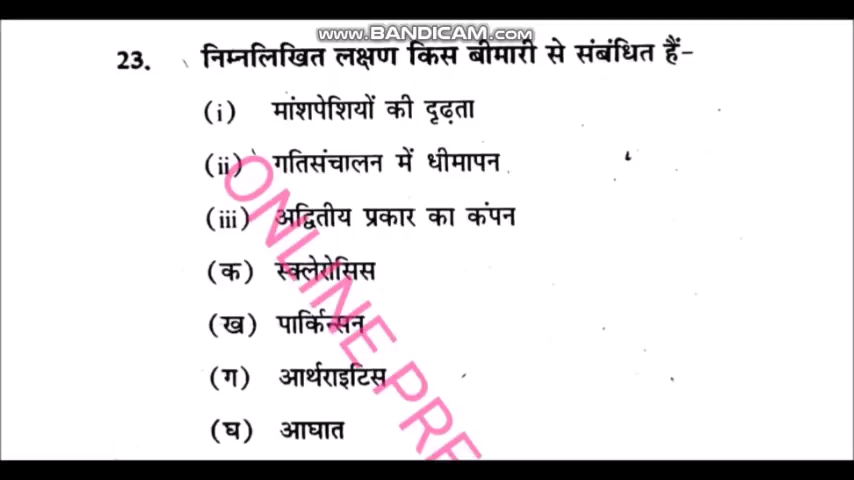 www.BANDICAM.com
23. निम्नलिखित लक्षण किस बीमारी से संबंधित हैं-
(i) मांशपेशियों की दृढ़ता
(ii) गतिसंचालन में धीमापन
(iii) अद्वितीय प्रकार का कंपन
(क) स्क्लेरोसिस
(ख) पार्किन्सन
(ग) आर्थराइटिस
(घ) आघात
ONLINE PRE